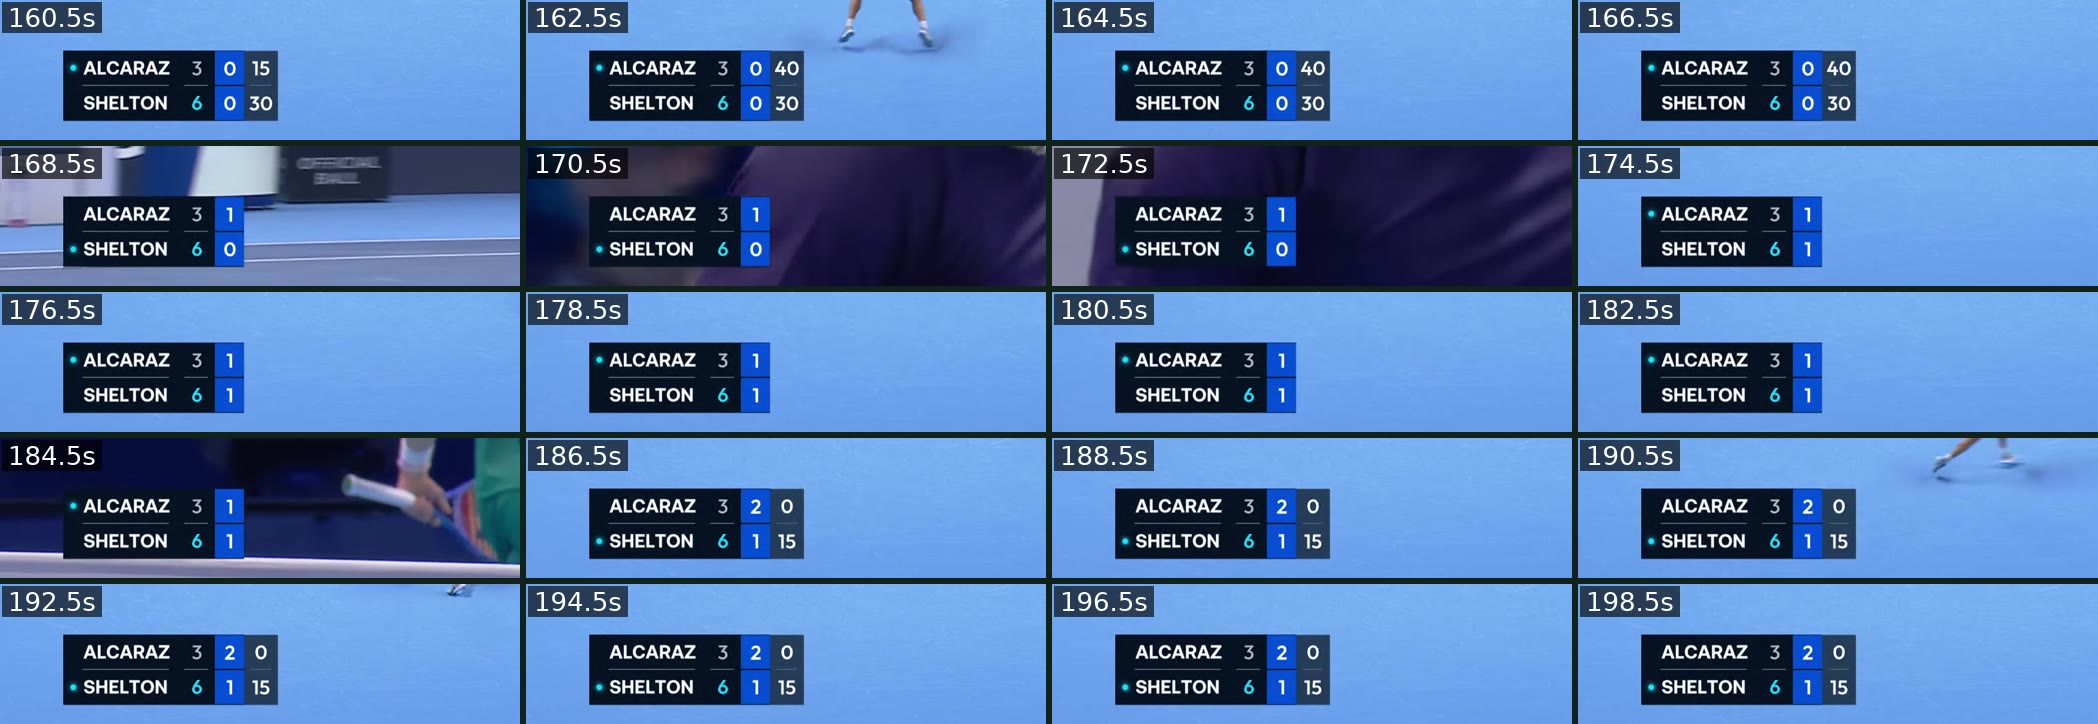 160.5s
ALCARAZ 3 0 15
SHELTON 6 0 30
162.5s
ALCARAZ 3 0 40
SHELTON 6 0 30
164.5s
ALCARAZ 3 0 40
SHELTON 6 0 30
166.5s
ALCARAZ 3 0 40
SHELTON 6 0 30
168.5s
OFFICIAL
BALL
ALCARAZ 3 1
SHELTON 6 0
170.5s
ALCARAZ 3 1
SHELTON 6 0
172.5s
ALCARAZ 3 1
SHELTON 6 0
174.5s
ALCARAZ 3 1
SHELTON 6 1
176.5s
ALCARAZ 3 1
SHELTON 6 1
178.5s
ALCARAZ 3 1
SHELTON 6 1
180.5s
ALCARAZ 3 1
SHELTON 6 1
182.5s
ALCARAZ 3 1
SHELTON 6 1
184.5s
ALCARAZ 3 1
SHELTON 6 1
186.5s
ALCARAZ 3 2 0
SHELTON 6 1 15
188.5s
ALCARAZ 3 2 0
SHELTON 6 1 15
190.5s
ALCARAZ 3 2 0
SHELTON 6 1 15
192.5s
ALCARAZ 3 2 0
SHELTON 6 1 15
194.5s
ALCARAZ 3 2 0
SHELTON 6 1 15
196.5s
ALCARAZ 3 2 0
SHELTON 6 1 15
198.5s
ALCARAZ 3 2 0
SHELTON 6 1 15